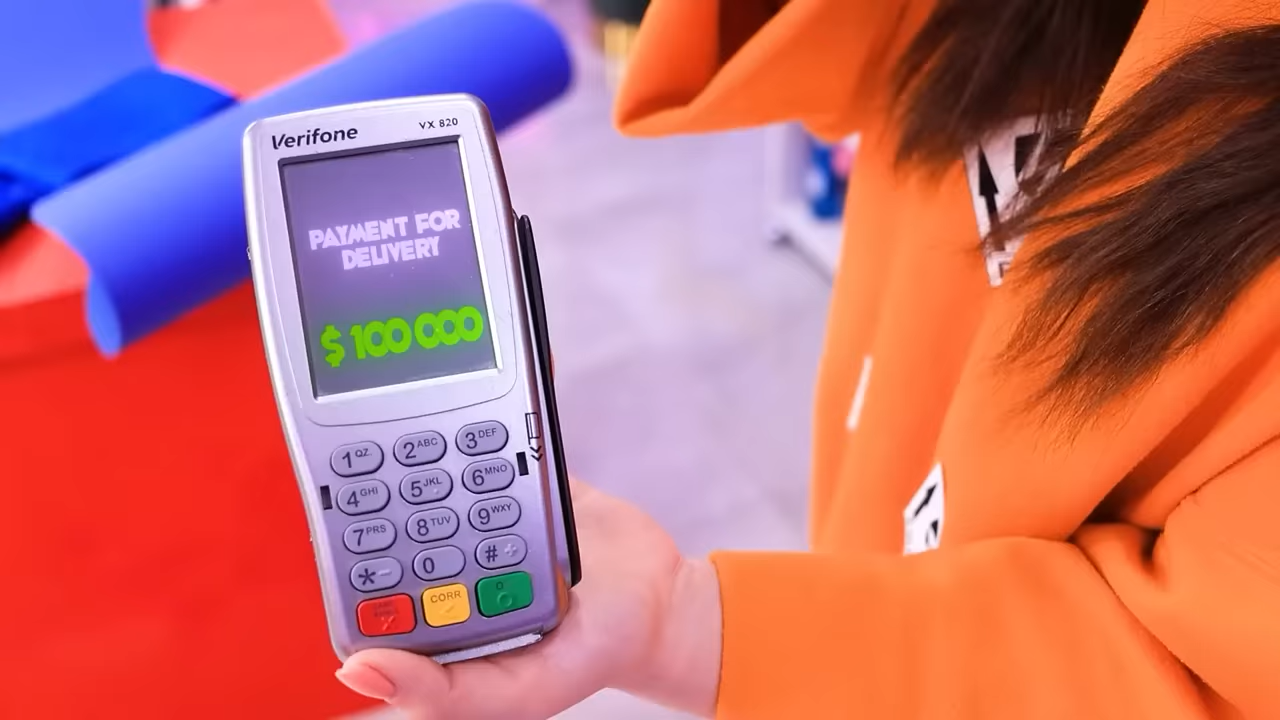 Verifone
VX 820
PAYMENT FOR
DELIVERY
$ 100 000
1 QZ.
2 ABC
3 DEF
4 GHI
5 JKL
6 MNO
7 PRS
8 TUV
9 WXY
* –
0
#
CORR